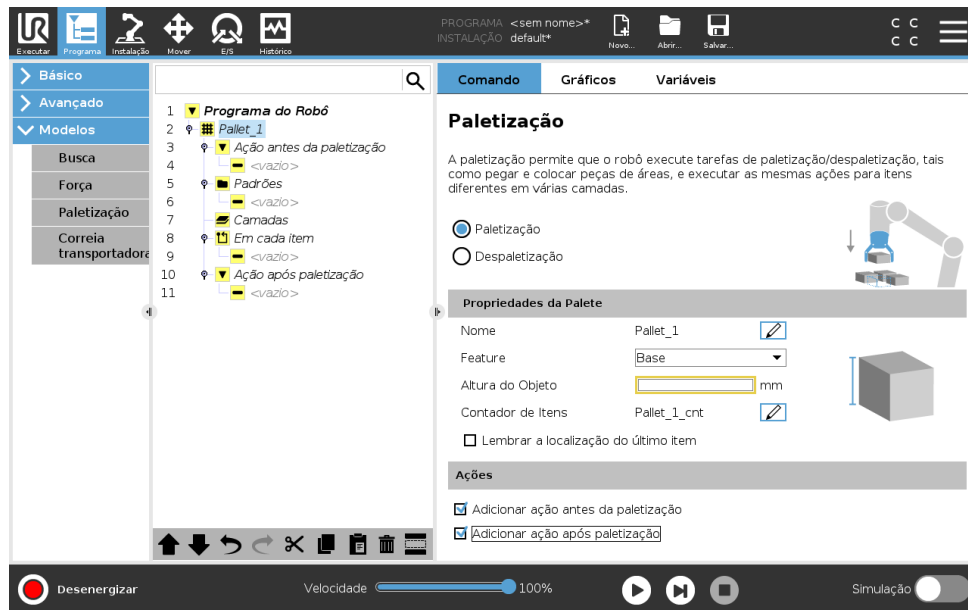 UR
Executar
Programa
Instalação
Mover
E/S
Histórico
PROGRAMA <sem nome>*
INSTALAÇÃO default*
Novo...
Abrir...
Salvar...
C C
C C
Básico
Avançado
Modelos
Busca
Força
Paletização
Correia
transportadora
1 Programa do Robô
2 Pallet_1
3 Ação antes da paletização
4 <vazio>
5 Padrões
6 <vazio>
7 Camadas
8 Em cada item
9 <vazio>
10 Ação após paletização
11 <vazio>
Comando Gráficos Variáveis
Paletização
A paletização permite que o robô execute tarefas de paletização/despaletização, tais
como pegar e colocar peças de áreas, e executar as mesmas ações para itens
diferentes em várias camadas.
Paletização
Despaletização
Propriedades da Palete
Nome Pallet_1
Feature Base
Altura do Objeto mm
Contador de Itens Pallet_1_cnt
Lembrar a localização do último item
Ações
Adicionar ação antes da paletização
Adicionar ação após paletização
Desenergizar
Velocidade 100%
Simulação